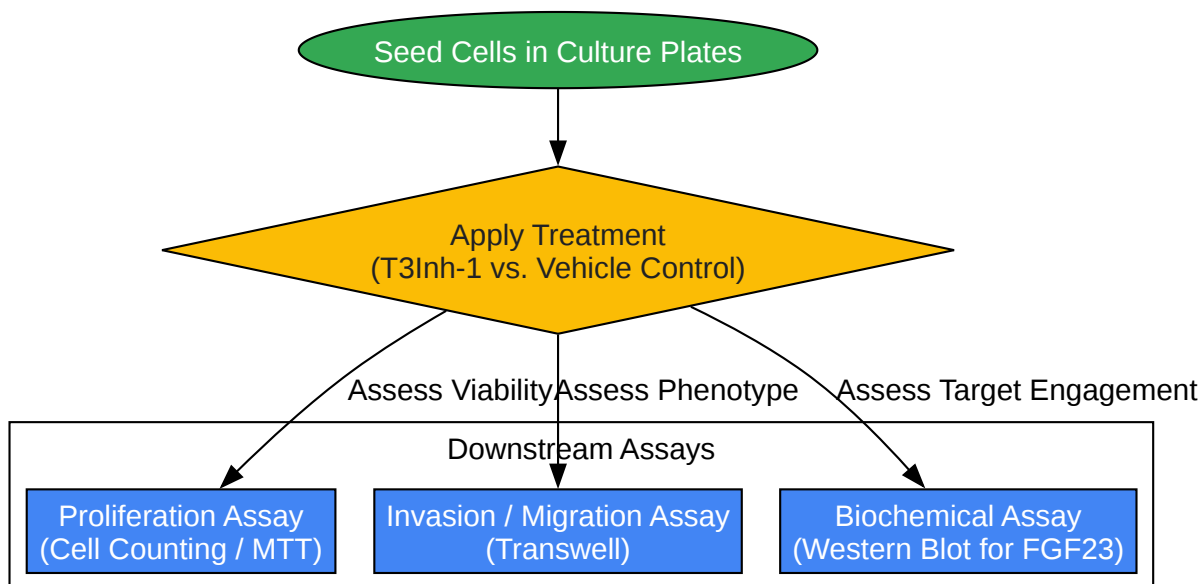 Seed Cells in Culture Plates
Apply Treatment
(T3Inh-1 vs. Vehicle Control)
Assess Viability
Assess Phenotype
Assess Target Engagement
Downstream Assays
Proliferation Assay
(Cell Counting / MTT)
Invasion / Migration Assay
(Transwell)
Biochemical Assay
(Western Blot for FGF23)